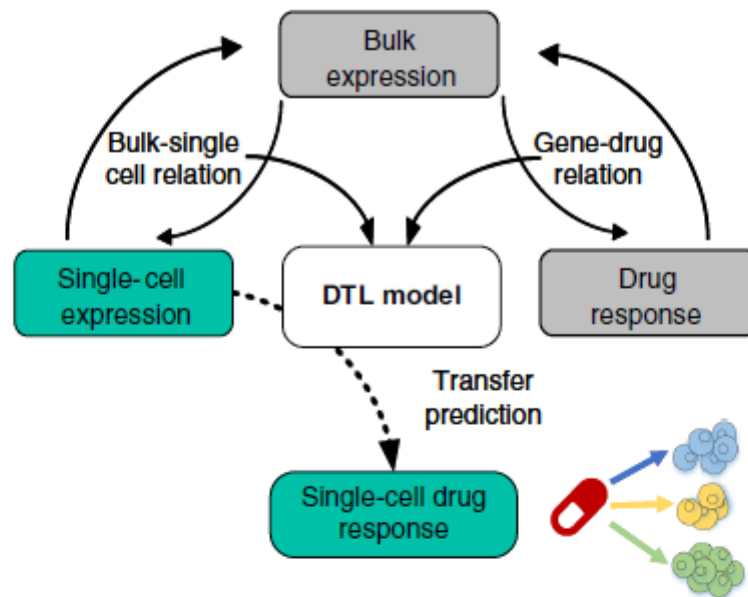 Bulk
expression
Bulk-single
cell relation
Gene-drug
relation
Single-cell
expression
DTL model
Drug
response
Transfer
prediction
Single-cell drug
response